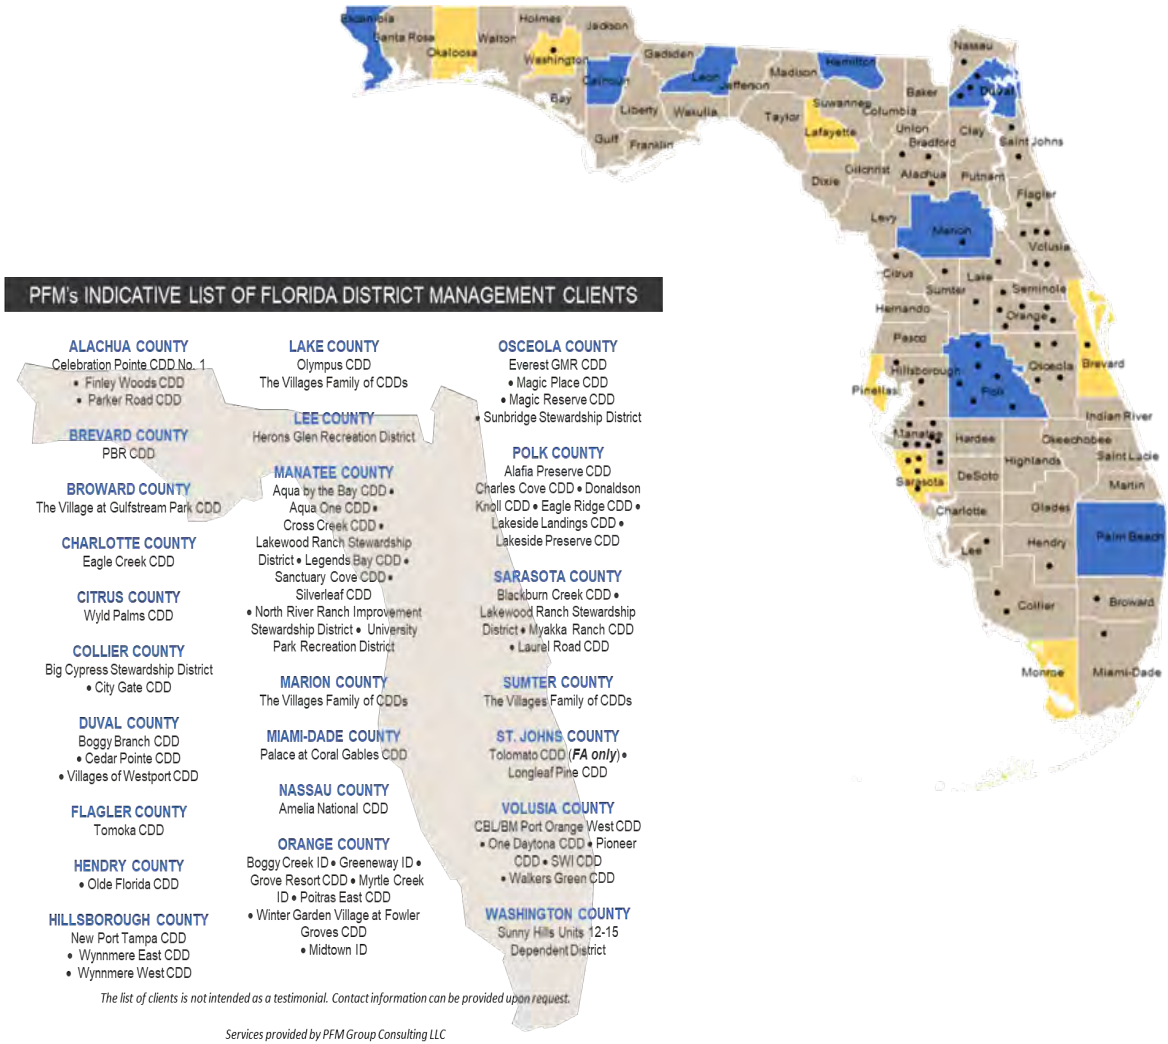 Escambia
Santa Rosa
Okaloosa
Walton
Holmes
Washington
Jackson
Calhoun
Bay
Gulf
Gadsden
Liberty
Franklin
Leon
Wakulla
Jefferson
Madison
Taylor
Hamilton
Suwannee
Lafayette
Columbia
Dixie
Gilchrist
Baker
Union
Bradford
Alachua
Nassau
Duval
Clay
Saint Johns
Putnam
Flagler
Levy
Marion
Volusia
Citrus
Sumter
Lake
Seminole
Hernando
Orange
Pasco
Pinellas
Hillsborough
Polk
Osceola
Brevard
Indian River
Manatee
Hardee
Okeechobee
Highlands
Saint Lucie
Sarasota
DeSoto
Martin
Charlotte
Glades
Lee
Hendry
Palm Beach
Collier
Broward
Monroe
Miami-Dade
PFM's INDICATIVE LIST OF FLORIDA DISTRICT MANAGEMENT CLIENTS
ALACHUA COUNTY
Celebration Pointe CDD No. 1
• Finley Woods CDD
• Parker Road CDD
BREVARD COUNTY
PBR CDD
BROWARD COUNTY
The Village at Gulfstream Park CDD
CHARLOTTE COUNTY
Eagle Creek CDD
CITRUS COUNTY
Wyld Palms CDD
COLLIER COUNTY
Big Cypress Stewardship District
• City Gate CDD
DUVAL COUNTY
Boggy Branch CDD
• Cedar Pointe CDD
• Villages of Westport CDD
FLAGLER COUNTY
Tomoka CDD
HENDRY COUNTY
• Olde Florida CDD
HILLSBOROUGH COUNTY
New Port Tampa CDD
• Wynnmere East CDD
• Wynnmere West CDD
LAKE COUNTY
Olympus CDD
The Villages Family of CDDs
LEE COUNTY
Herons Glen Recreation District
MANATEE COUNTY
Aqua by the Bay CDD •
Aqua One CDD •
Cross Creek CDD •
Lakewood Ranch Stewardship
District • Legends Bay CDD •
Sanctuary Cove CDD •
Silverleaf CDD
• North River Ranch Improvement
Stewardship District • University
Park Recreation District
MARION COUNTY
The Villages Family of CDDs
MIAMI-DADE COUNTY
Palace at Coral Gables CDD
NASSAU COUNTY
Amelia National CDD
ORANGE COUNTY
Boggy Creek ID • Greeneway ID •
Grove Resort CDD • Myrtle Creek
ID • Poitras East CDD
• Winter Garden Village at Fowler
Groves CDD
• Midtown ID
OSCEOLA COUNTY
Everest GMR CDD
• Magic Place CDD
• Magic Reserve CDD
• Sunbridge Stewardship District
POLK COUNTY
Alafia Preserve CDD
Charles Cove CDD • Donaldson
Knoll CDD • Eagle Ridge CDD •
Lakeside Landings CDD •
Lakeside Preserve CDD
SARASOTA COUNTY
Blackburn Creek CDD •
Lakewood Ranch Stewardship
District • Myakka Ranch CDD
• Laurel Road CDD
SUMTER COUNTY
The Villages Family of CDDs
ST. JOHNS COUNTY
Tolomato CDD (FA only) •
Longleaf Pine CDD
VOLUSIA COUNTY
CBL/BM Port Orange West CDD
• One Daytona CDD • Pioneer
CDD • SWI CDD
• Walkers Green CDD
WASHINGTON COUNTY
Sunny Hills Units 12-15
Dependent District
The list of clients is not intended as a testimonial. Contact information can be provided upon request.
Services provided by PFM Group Consulting LLC